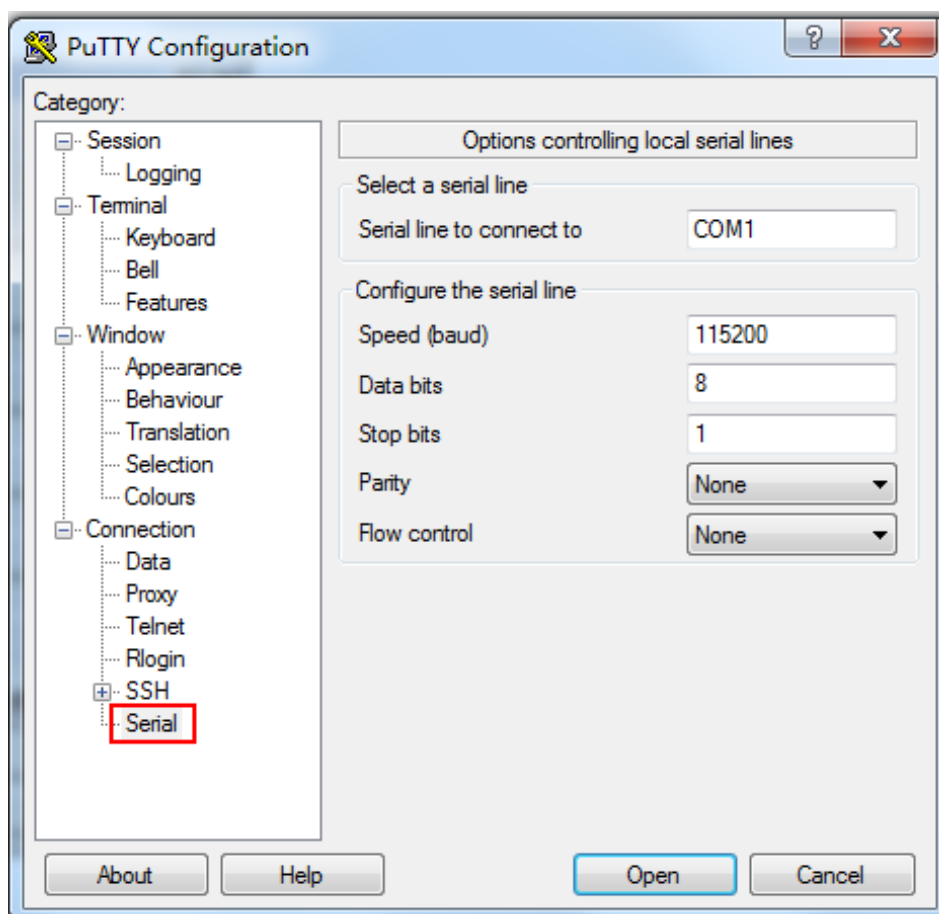 PuTTY Configuration
Category:
Session
Logging
Terminal
Keyboard
Bell
Features
Window
Appearance
Behaviour
Translation
Selection
Colours
Connection
Data
Proxy
Telnet
Rlogin
SSH
Serial
Options controlling local serial lines
Select a serial line
Serial line to connect to COM1
Configure the serial line
Speed (baud) 115200
Data bits 8
Stop bits 1
Parity None
Flow control None
About Help Open Cancel